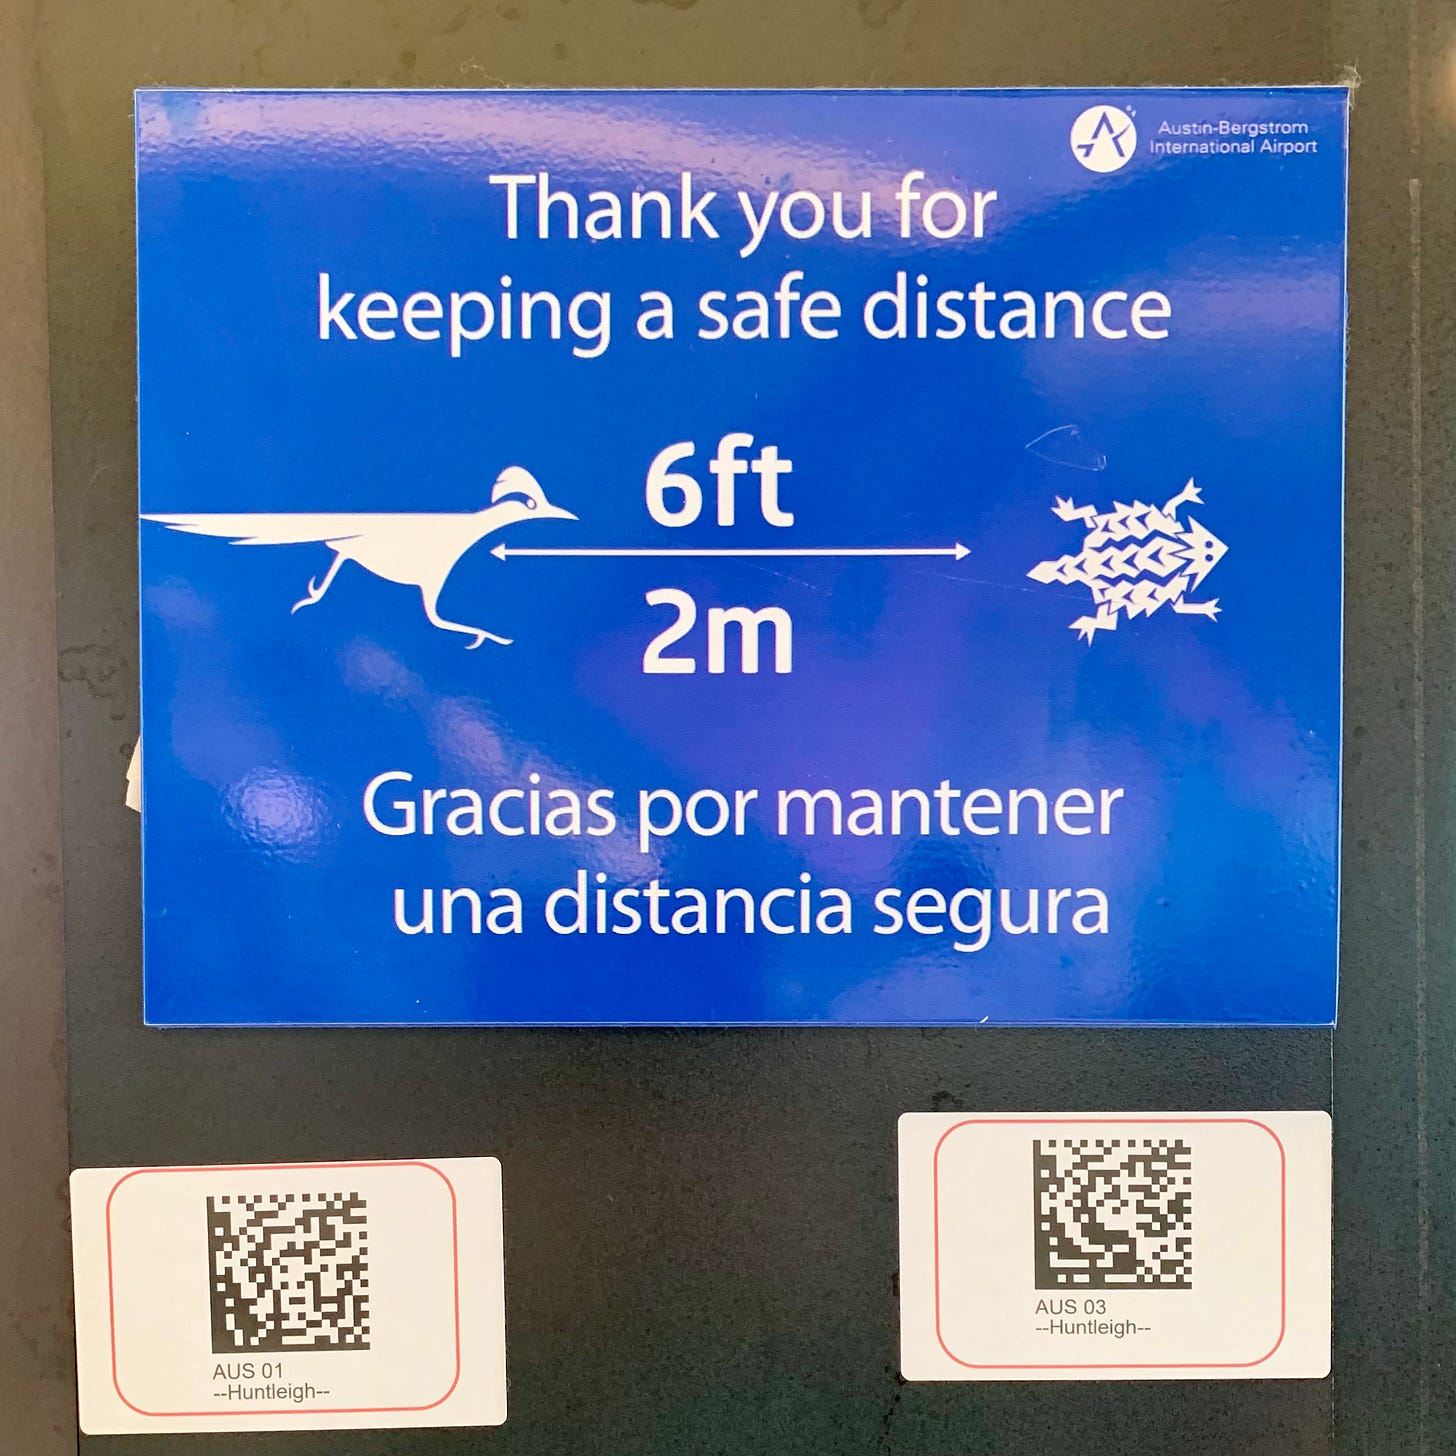 Austin-Bergstrom
International Airport
Thank you for
keeping a safe distance
6ft
2m
Gracias por mantener
una distancia segura
AUS 01
--Huntleigh--
AUS 03
--Huntleigh--